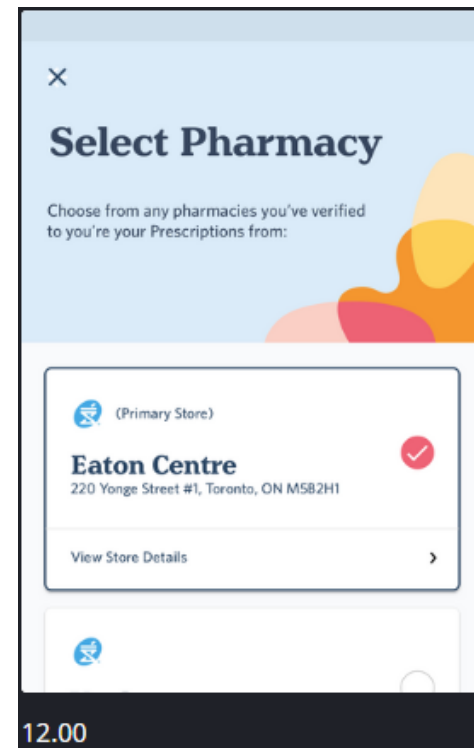 Select Pharmacy
Choose from any pharmacies you've verified
to you're your Prescriptions from:
(Primary Store)
Eaton Centre
220 Yonge Street #1, Toronto, ON M5B2H1
View Store Details
12.00